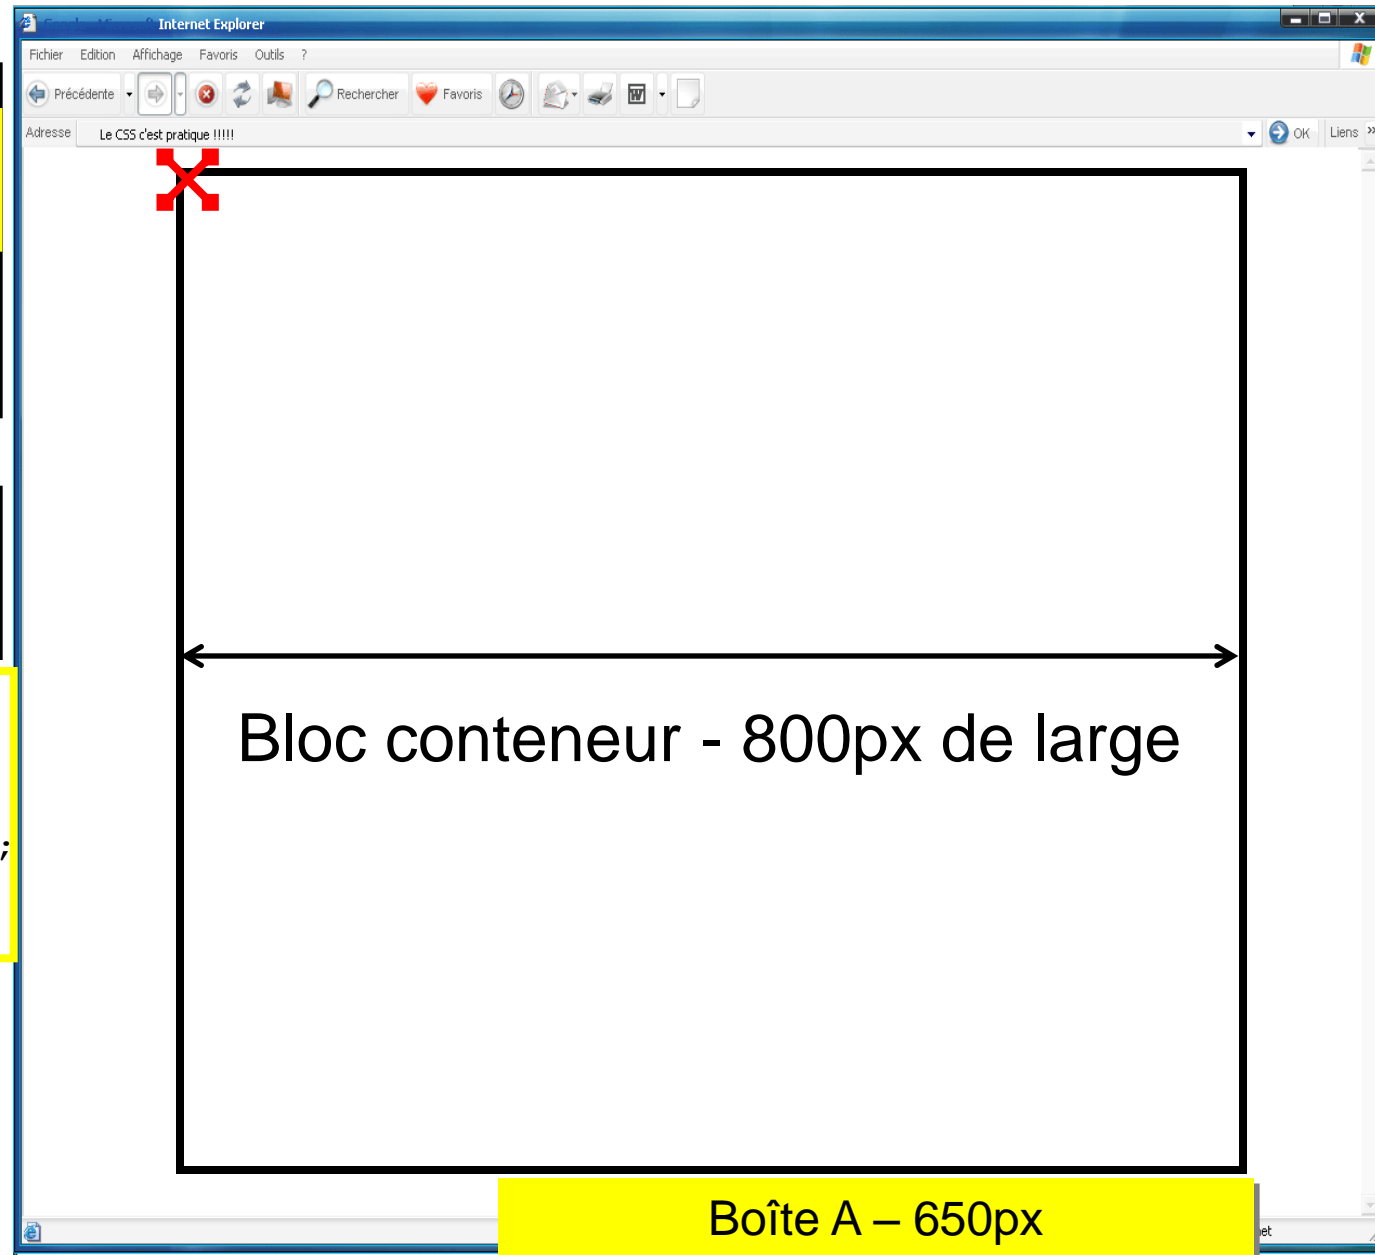 Internet Explorer
Fichier Edition Affichage Favoris Outils ?
Précédente Rechercher Favoris
Adresse Le CSS c'est pratique !!!!! OK Liens »
Bloc conteneur - 800px de large
;
Boîte A – 650px